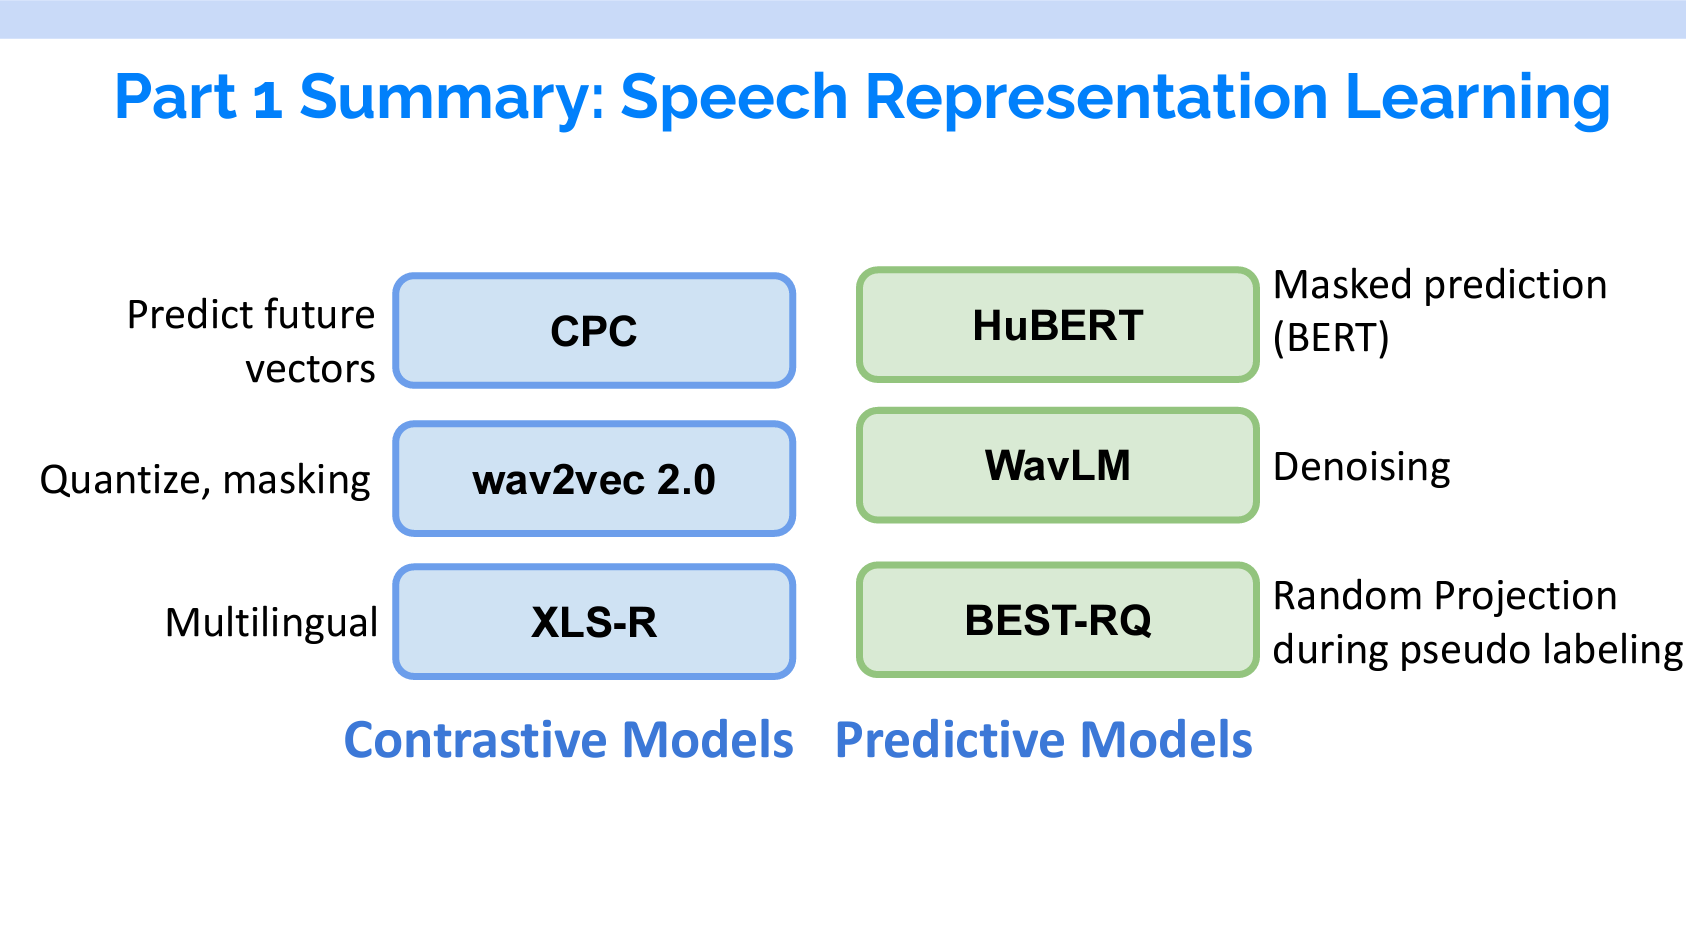 Part 1 Summary: Speech Representation Learning
Predict future
vectors
CPC
Quantize, masking
wav2vec 2.0
Multilingual
XLS-R
Contrastive Models
HuBERT
Masked prediction
(BERT)
WavLM
Denoising
BEST-RQ
Random Projection
during pseudo labeling
Predictive Models